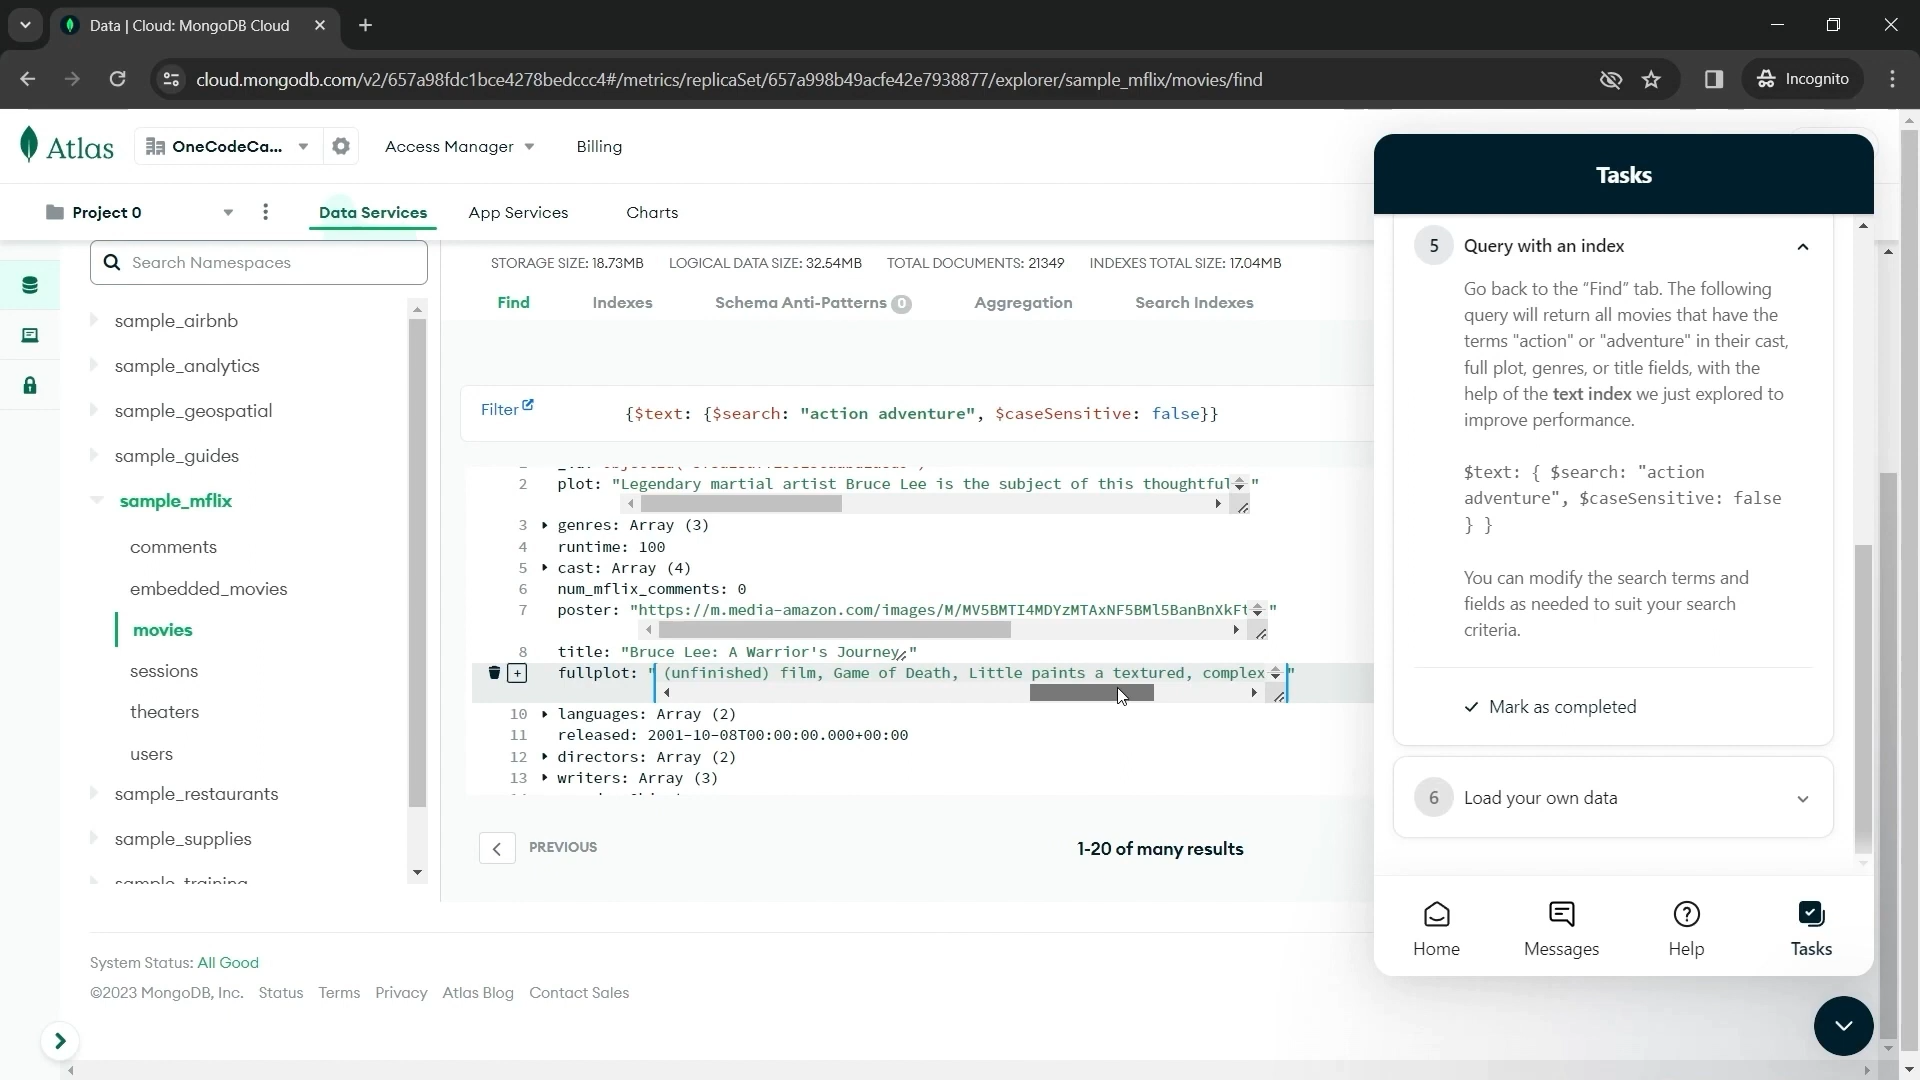 Data | Cloud: MongoDB Cloud
cloud.mongodb.com/v2/657a98fdc1bce4278bedccc4#/metrics/replicaSet/657a998b49acfe42e7938877/explorer/sample_mflix/movies/find
Incognito
Atlas
OneCodeCa...
Access Manager
Billing
Project 0
Data Services
App Services
Charts
Search Namespaces
sample_airbnb
sample_analytics
sample_geospatial
sample_guides
sample_mflix
comments
embedded_movies
movies
sessions
theaters
users
sample_restaurants
sample_supplies
STORAGE SIZE: 18.73MB LOGICAL DATA SIZE: 32.54MB TOTAL DOCUMENTS: 21349 INDEXES TOTAL SIZE: 17.04MB
Find Indexes Schema Anti-Patterns 0 Aggregation Search Indexes
Filter {$text: {$search: "action adventure", $caseSensitive: false}}
2 plot: "Legendary martial artist Bruce Lee is the subject of this thoughtful"
3 genres: Array (3)
4 runtime: 100
5 cast: Array (4)
6 num_mflix_comments: 0
7 poster: "https://m.media-amazon.com/images/M/MV5BMTI4MDYzMTAxNF5BMl5BanBnXkFt"
8 title: "Bruce Lee: A Warrior's Journey"
fullplot: "(unfinished) film, Game of Death, Little paints a textured, complex"
10 languages: Array (2)
11 released: 2001-10-08T00:00:00.000+00:00
12 directors: Array (2)
13 writers: Array (3)
PREVIOUS
1-20 of many results
System Status: All Good
©2023 MongoDB, Inc. Status Terms Privacy Atlas Blog Contact Sales
Tasks
5 Query with an index
Go back to the “Find” tab. The following
query will return all movies that have the
terms "action" or "adventure" in their cast,
full plot, genres, or title fields, with the
help of the text index we just explored to
improve performance.
$text: { $search: "action
adventure", $caseSensitive: false
} }
You can modify the search terms and
fields as needed to suit your search
criteria.
Mark as completed
6 Load your own data
Home
Messages
Help
Tasks